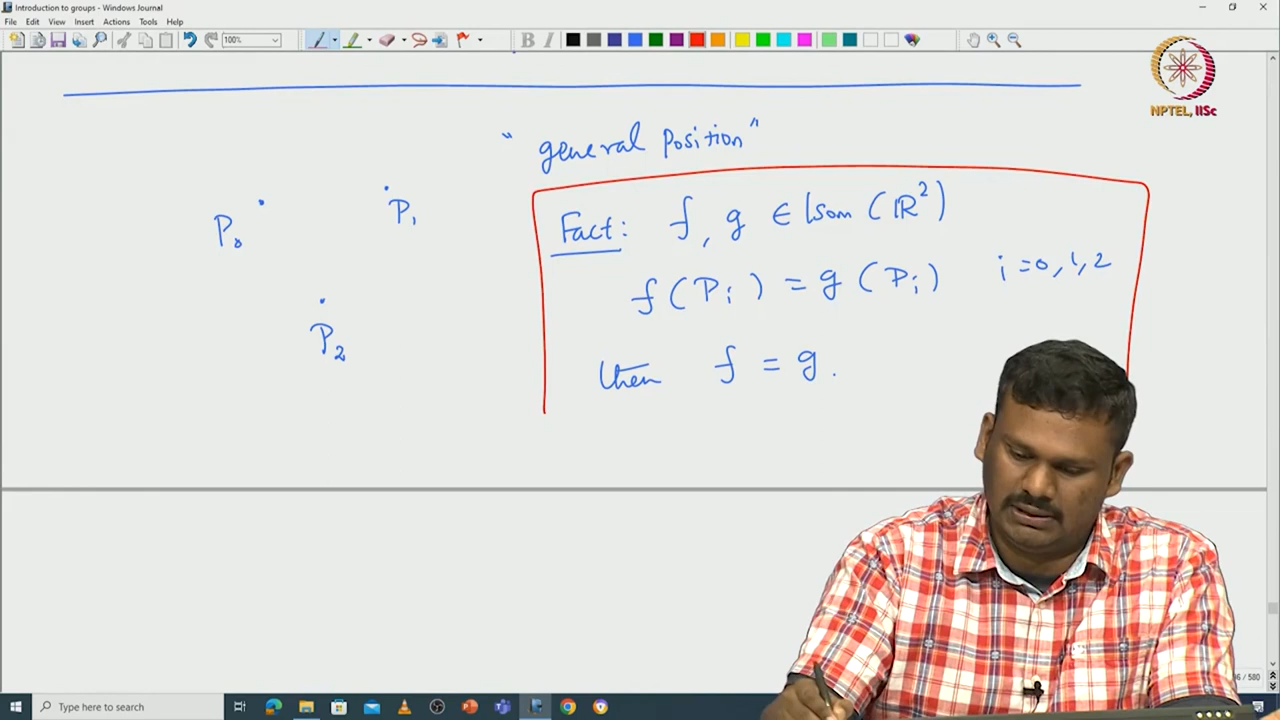 Introduction to groups - Windows Journal
File Edit View Insert Actions Tools Help
100%
B I
NPTEL, IISc
"general position"
P₀
P₁
P₂
Fact: f, g ∈ Isom (ℝ²)
f(Pᵢ) = g(Pᵢ) i = 0, 1, 2
then f = g.
/ 580
Type here to search